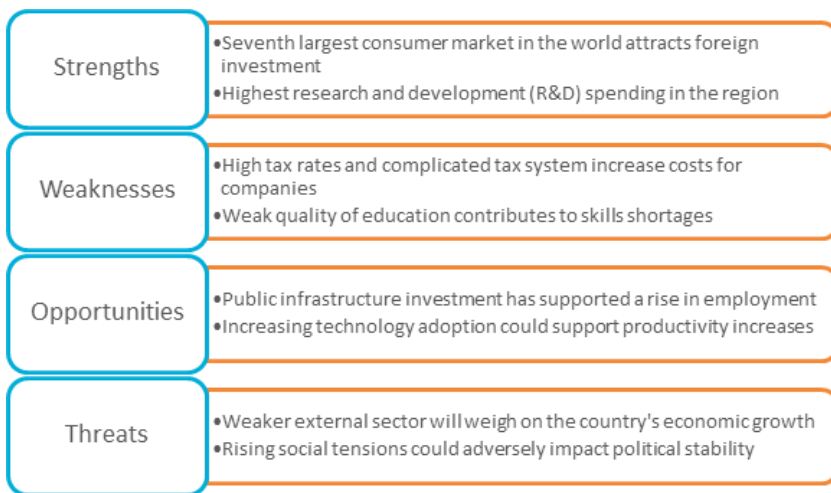 Strengths
•Seventh largest consumer market in the world attracts foreign
investment
•Highest research and development (R&D) spending in the region
Weaknesses
•High tax rates and complicated tax system increase costs for
companies
•Weak quality of education contributes to skills shortages
Opportunities
•Public infrastructure investment has supported a rise in employment
•Increasing technology adoption could support productivity increases
Threats
•Weaker external sector will weigh on the country's economic growth
•Rising social tensions could adversely impact political stability